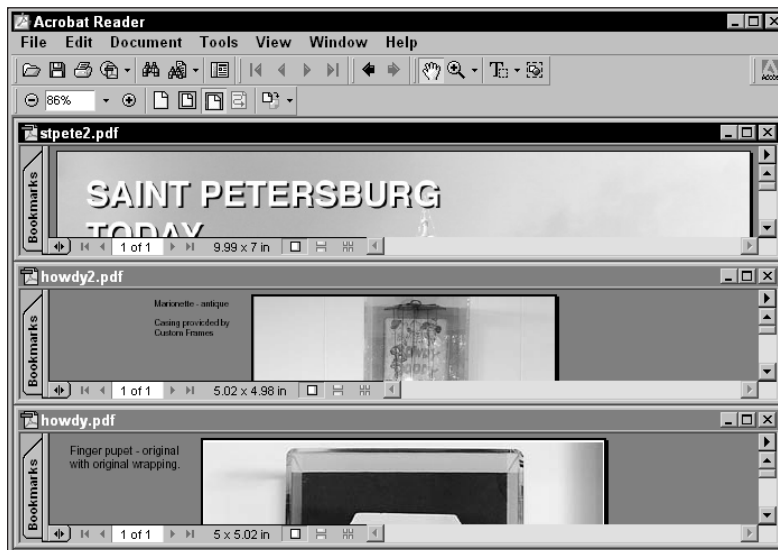 Acrobat Reader
File Edit Document Tools View Window Help
T
Adobe
86%
stpete2.pdf
Bookmarks
SAINT PETERSBURG
TODAY
1 of 1 9.99 x 7 in
howdy2.pdf
Bookmarks
Marionette - antique
Casing provicded by
Custom Frames
1 of 1 5.02 x 4.98 in
howdy.pdf
Bookmarks
Finger pupet - original
with original wrapping.
1 of 1 5 x 5.02 in